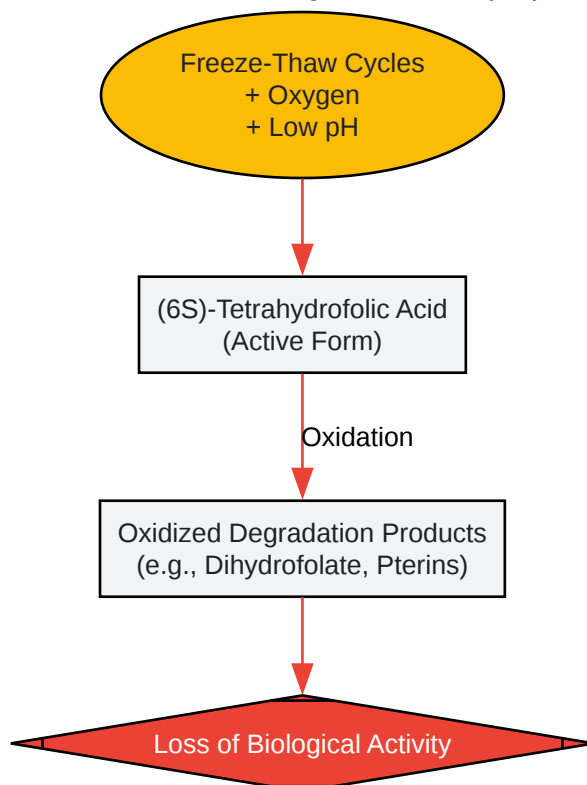 Freeze-Thaw Cycles
+ Oxygen
+ Low pH
(6S)-Tetrahydrofolic Acid
(Active Form)
Oxidation
Oxidized Degradation Products
(e.g., Dihydrofolate, Pterins)
Loss of Biological Activity